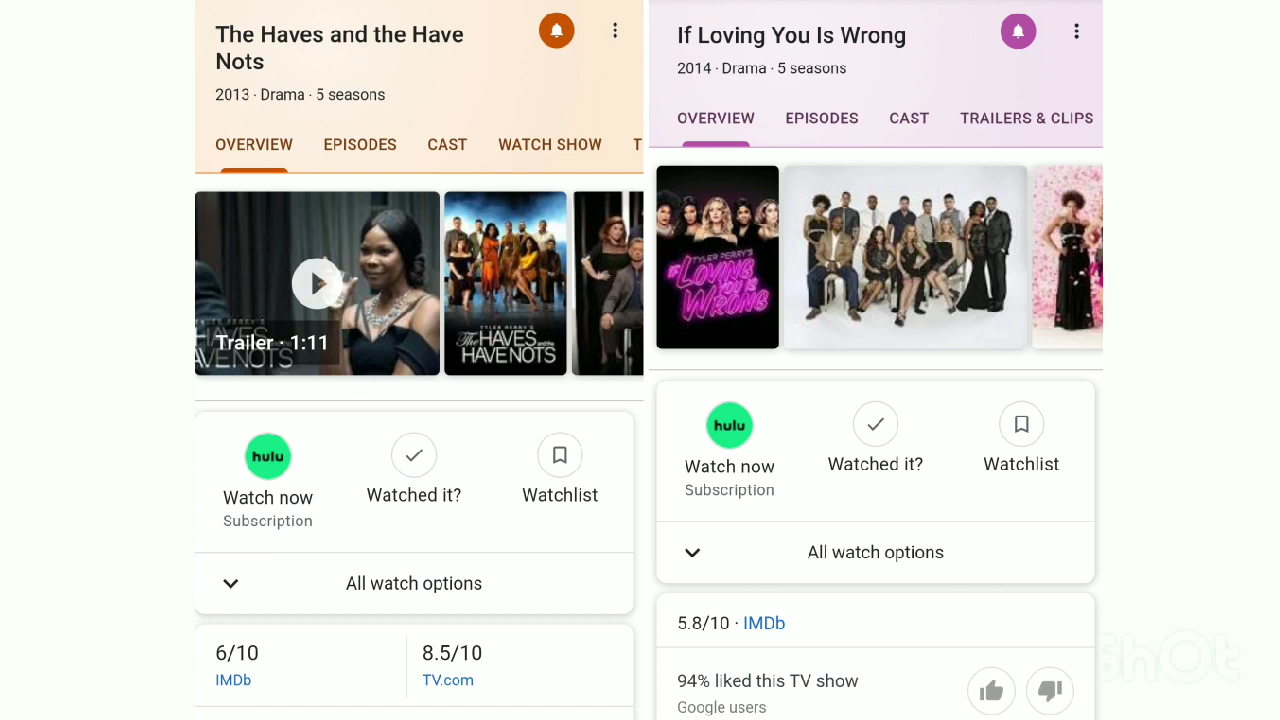 The Haves and the Have
Nots
2013 · Drama · 5 seasons
OVERVIEW EPISODES CAST WATCH SHOW T
Trailer · 1:11
TYLER PERRY'S
The HAVES and the
HAVE NOTS
hulu
Watch now
Subscription
Watched it?
Watchlist
All watch options
6/10
IMDb
8.5/10
TV.com
If Loving You Is Wrong
2014 · Drama · 5 seasons
OVERVIEW EPISODES CAST TRAILERS & CLIPS
TYLER PERRY'S
IF
LOVING
YOU IS
WRONG
hulu
Watch now
Subscription
Watched it?
Watchlist
All watch options
5.8/10 · IMDb
94% liked this TV show
Google users
shOt